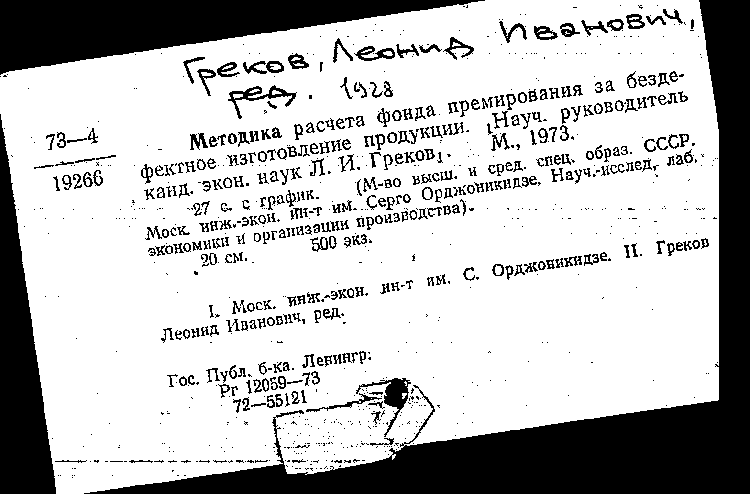 Греков, Леонид Иванович,
ред. 1928
73—4
19266
Методика расчета фонда премирования за безде-
фектное изготовление продукции. [Науч. руководитель
канд. экон. наук Л. И. Греков]. М., 1973.
27 с. с график. (М-во высш. и сред. спец. образ. СССР.
Моск. инж.-экон. ин-т им. Серго Орджоникидзе. Науч.-исслед. лаб.
экономики и организации производства).
20 см. 500 экз.
I. Моск. инж.-экон. ин-т им. С. Орджоникидзе. II. Греков
Леонид Иванович, ред.
Гос. Публ. б-ка. Ленингр.
Рг 12059—73
72—55121